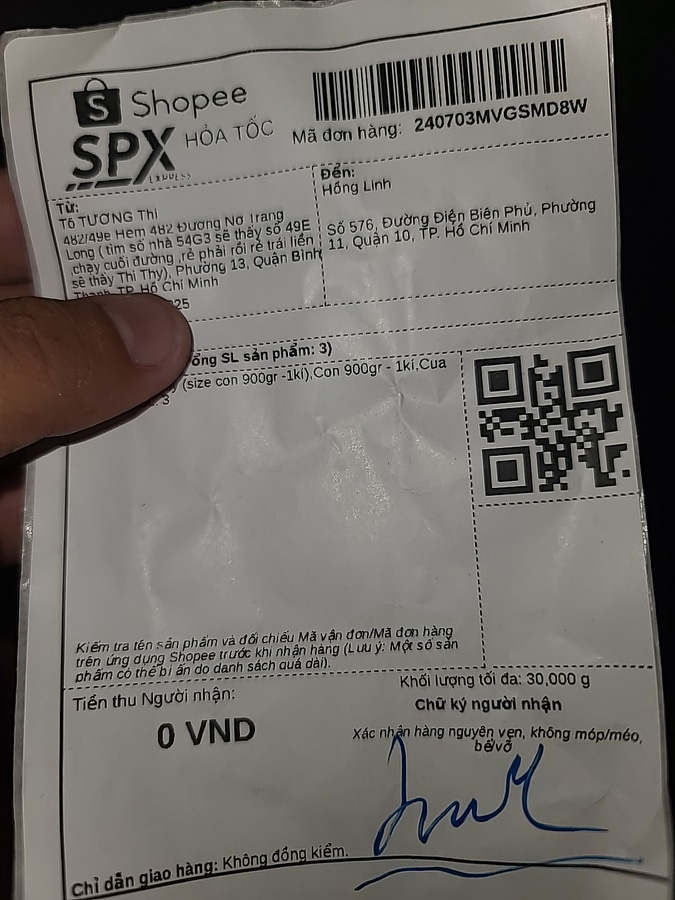 Shopee
SPX HỎA TỐC
EXPRESS
Mã đơn hàng: 240703MVGSMD8W
Từ:
Tô TƯƠNG Thi
482/49e Hẻm 482 Đường Nơ Trang
Long ( tìm số nhà 54G3 sẽ thấy số 49E
,chạy cuối đường ,rẻ phải rồi rẻ trái liền
sẽ thấy Thi Thy), Phường 13, Quận Bình
Thạnh, TP. Hồ Chí Minh
25
Đến:
Hồng Linh
Số 576, Đường Điện Biên Phủ, Phường
11, Quận 10, TP. Hồ Chí Minh
ổng SL sản phẩm: 3)
(size con 900gr -1kí),Con 900gr - 1kí,Cua
: 3
Kiểm tra tên sản phẩm và đối chiếu Mã vận đơn/Mã đơn hàng
trên ứng dụng Shopee trước khi nhận hàng (Lưu ý: Một số sản
phẩm có thể bị ẩn do danh sách quá dài).
Tiền thu Người nhận:
0 VND
Khối lượng tối đa: 30,000 g
Chữ ký người nhận
Xác nhận hàng nguyên vẹn, không móp/méo,
bể/vỡ
Chỉ dẫn giao hàng: Không đồng kiểm.